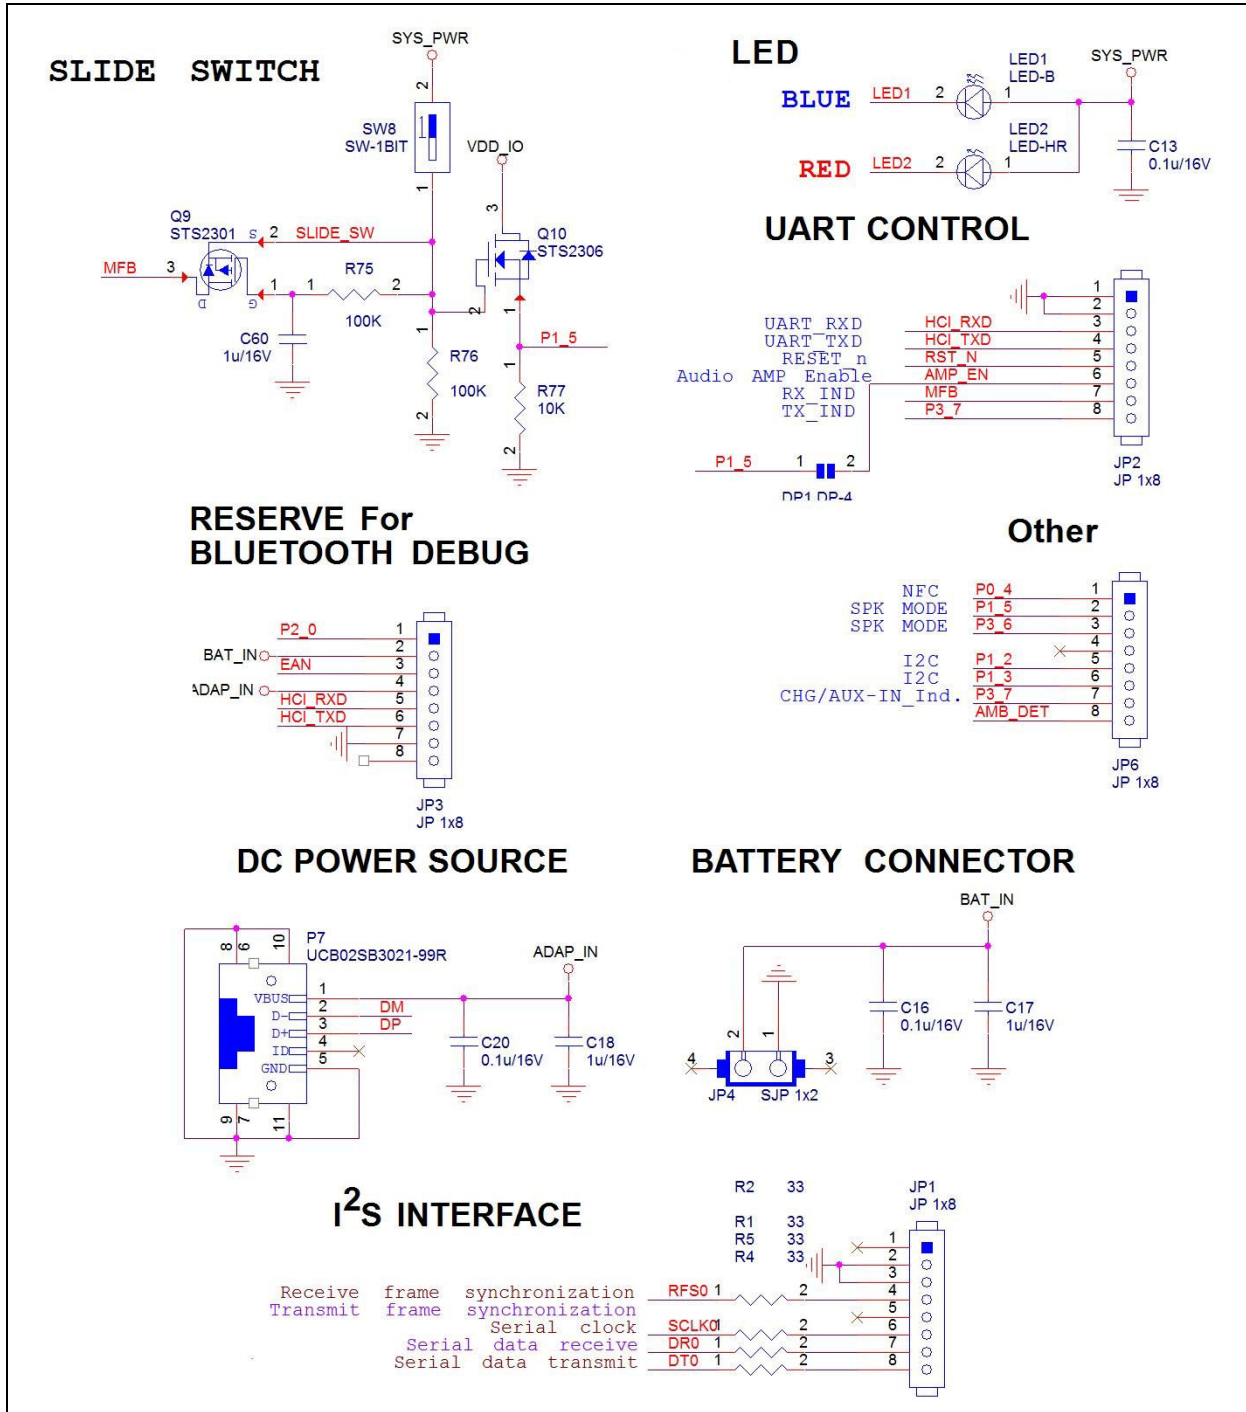 SLIDE SWITCH
SYS_PWR
2
SW8
SW-1BIT
1
1
VDD_IO
3
Q9
STS2301
S 2 SLIDE_SW
MFB 3
D
G
1 1 R75 2
100K
C60
1u/16V
Q10
STS2306
2
1
P1_5
1
R76
100K
2
1
R77
10K
2
LED
BLUE LED1 2 1
LED1
LED-B
SYS_PWR
RED LED2 2 1
LED2
LED-HR
C13
0.1u/16V
UART CONTROL
1
2
UART_RXD HCI_RXD 3
UART_TXD HCI_TXD 4
RESET_n RST_N 5
Audio AMP Enable AMP_EN 6
RX_IND MFB 7
TX_IND P3_7 8
P1_5 1 2
DP1 DP-4
JP2
JP 1x8
RESERVE For
BLUETOOTH DEBUG
P2_0 1
BAT_IN 2
EAN 3
ADAP_IN 4
HCI_RXD 5
HCI_TXD 6
7
8
JP3
JP 1x8
Other
NFC P0_4 1
SPK MODE P1_5 2
SPK MODE P3_6 3
4
I2C P1_2 5
I2C P1_3 6
CHG/AUX-IN_Ind. P3_7 7
AMB_DET 8
JP6
JP 1x8
DC POWER SOURCE
8 6 10
P7
UCB02SB3021-99R
VBUS 1
D- 2 DM
D+ 3 DP
ID 4
GND 5
9 7 11
ADAP_IN
C20
0.1u/16V
C18
1u/16V
BATTERY CONNECTOR
BAT_IN
2 1
4 3
JP4 SJP 1x2
C16
0.1u/16V
C17
1u/16V
I2S INTERFACE
R2 33
R1 33
R5 33
R4 33
JP1
JP 1x8
1
2
3
Receive frame synchronization RFS0 1 2 4
Transmit frame synchronization 5
Serial clock SCLK0 1 2 6
Serial data receive DR0 1 2 7
Serial data transmit DT0 1 2 8